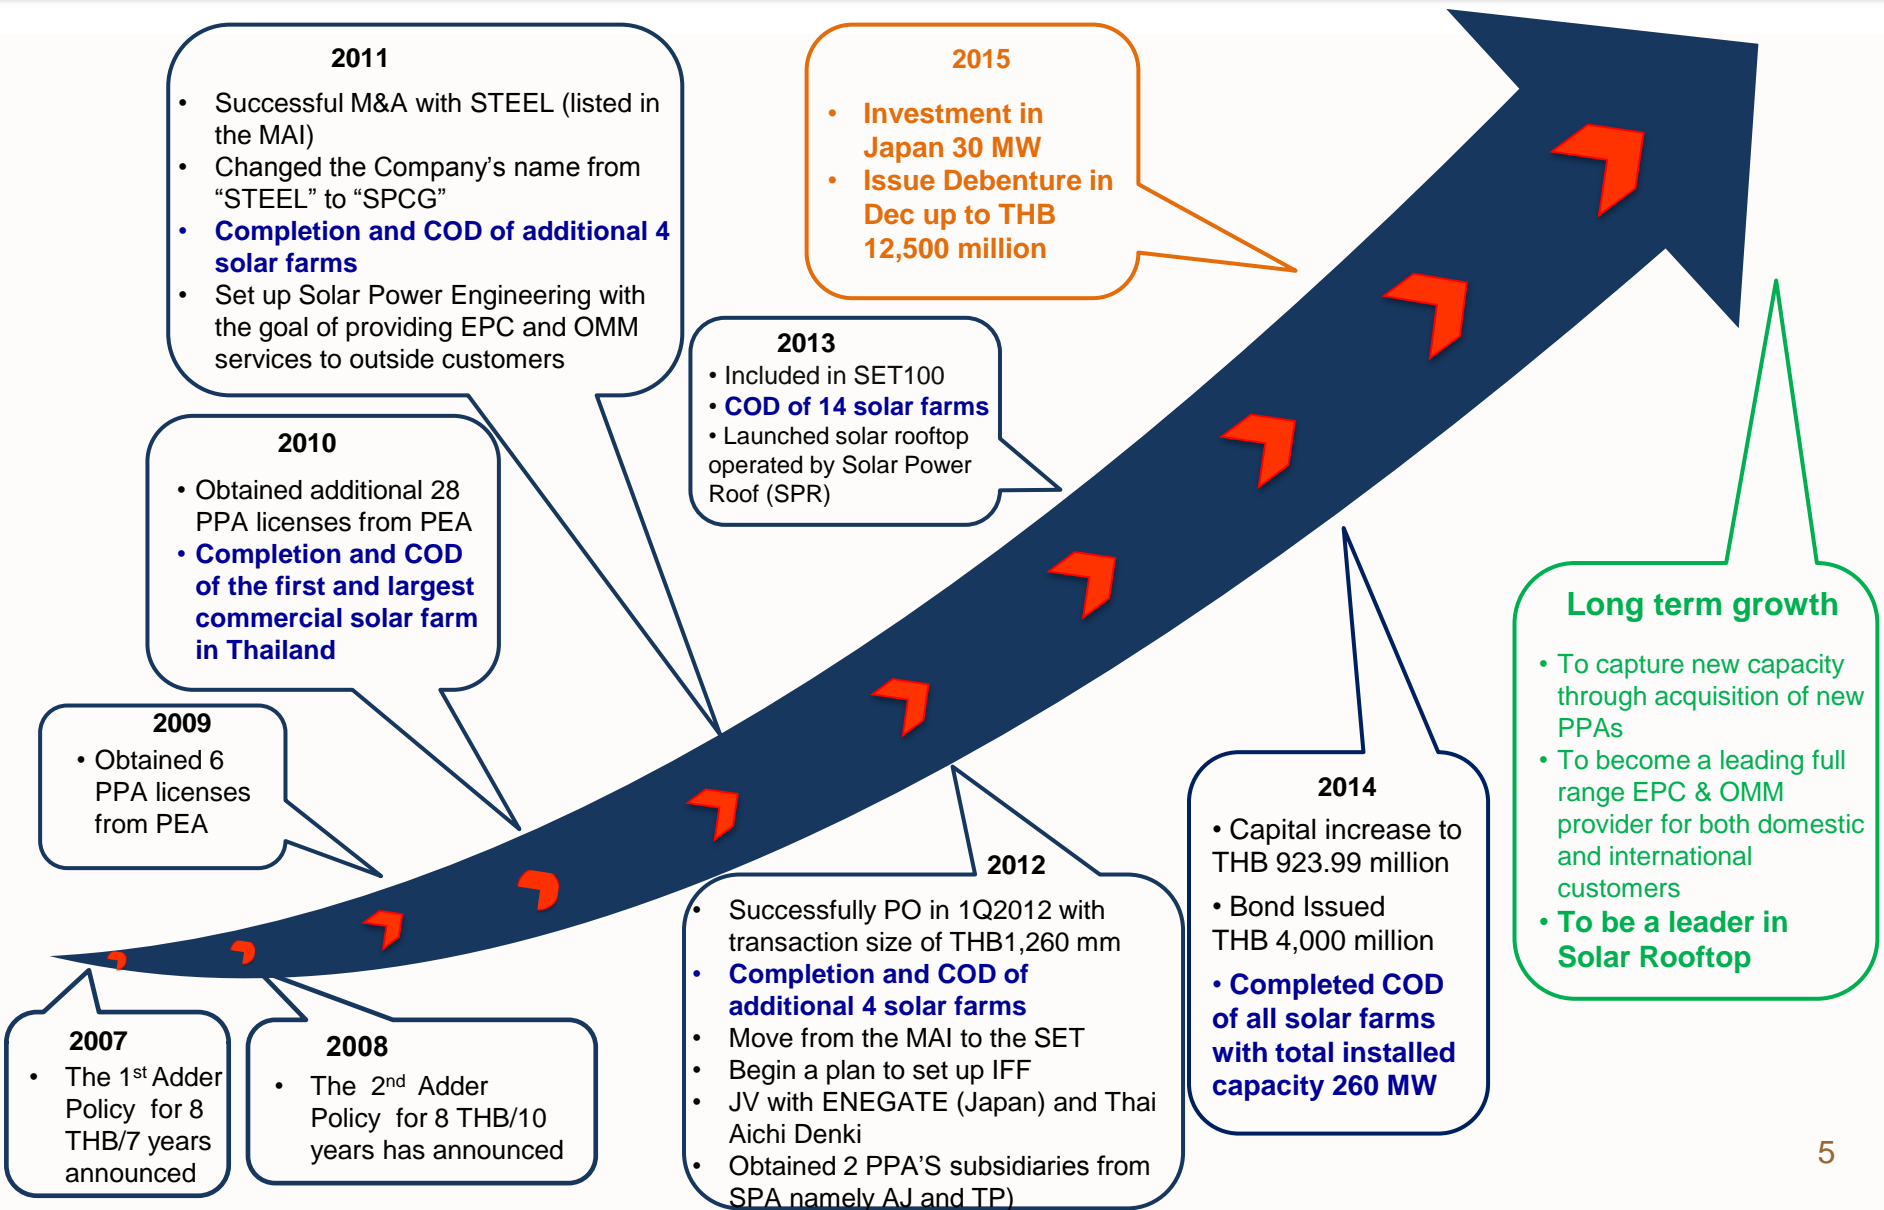 2011
• Successful M&A with STEEL (listed in
the MAI)
• Changed the Company’s name from
“STEEL” to “SPCG”
• Completion and COD of additional 4
solar farms
• Set up Solar Power Engineering with
the goal of providing EPC and OMM
services to outside customers
2015
• Investment in
Japan 30 MW
• Issue Debenture in
Dec up to THB
12,500 million
2013
• Included in SET100
• COD of 14 solar farms
• Launched solar rooftop
operated by Solar Power
Roof (SPR)
2010
• Obtained additional 28
PPA licenses from PEA
• Completion and COD
of the first and largest
commercial solar farm
in Thailand
2009
• Obtained 6
PPA licenses
from PEA
2007
• The 1st Adder
Policy for 8
THB/7 years
announced
2008
• The 2nd Adder
Policy for 8 THB/10
years has announced
2012
• Successfully PO in 1Q2012 with
transaction size of THB1,260 mm
• Completion and COD of
additional 4 solar farms
• Move from the MAI to the SET
• Begin a plan to set up IFF
• JV with ENEGATE (Japan) and Thai
Aichi Denki
• Obtained 2 PPA’S subsidiaries from
SPA namely AJ and TP)
2014
• Capital increase to
THB 923.99 million
• Bond Issued
THB 4,000 million
• Completed COD
of all solar farms
with total installed
capacity 260 MW
Long term growth
• To capture new capacity
through acquisition of new
PPAs
• To become a leading full
range EPC & OMM
provider for both domestic
and international
customers
• To be a leader in
Solar Rooftop
5